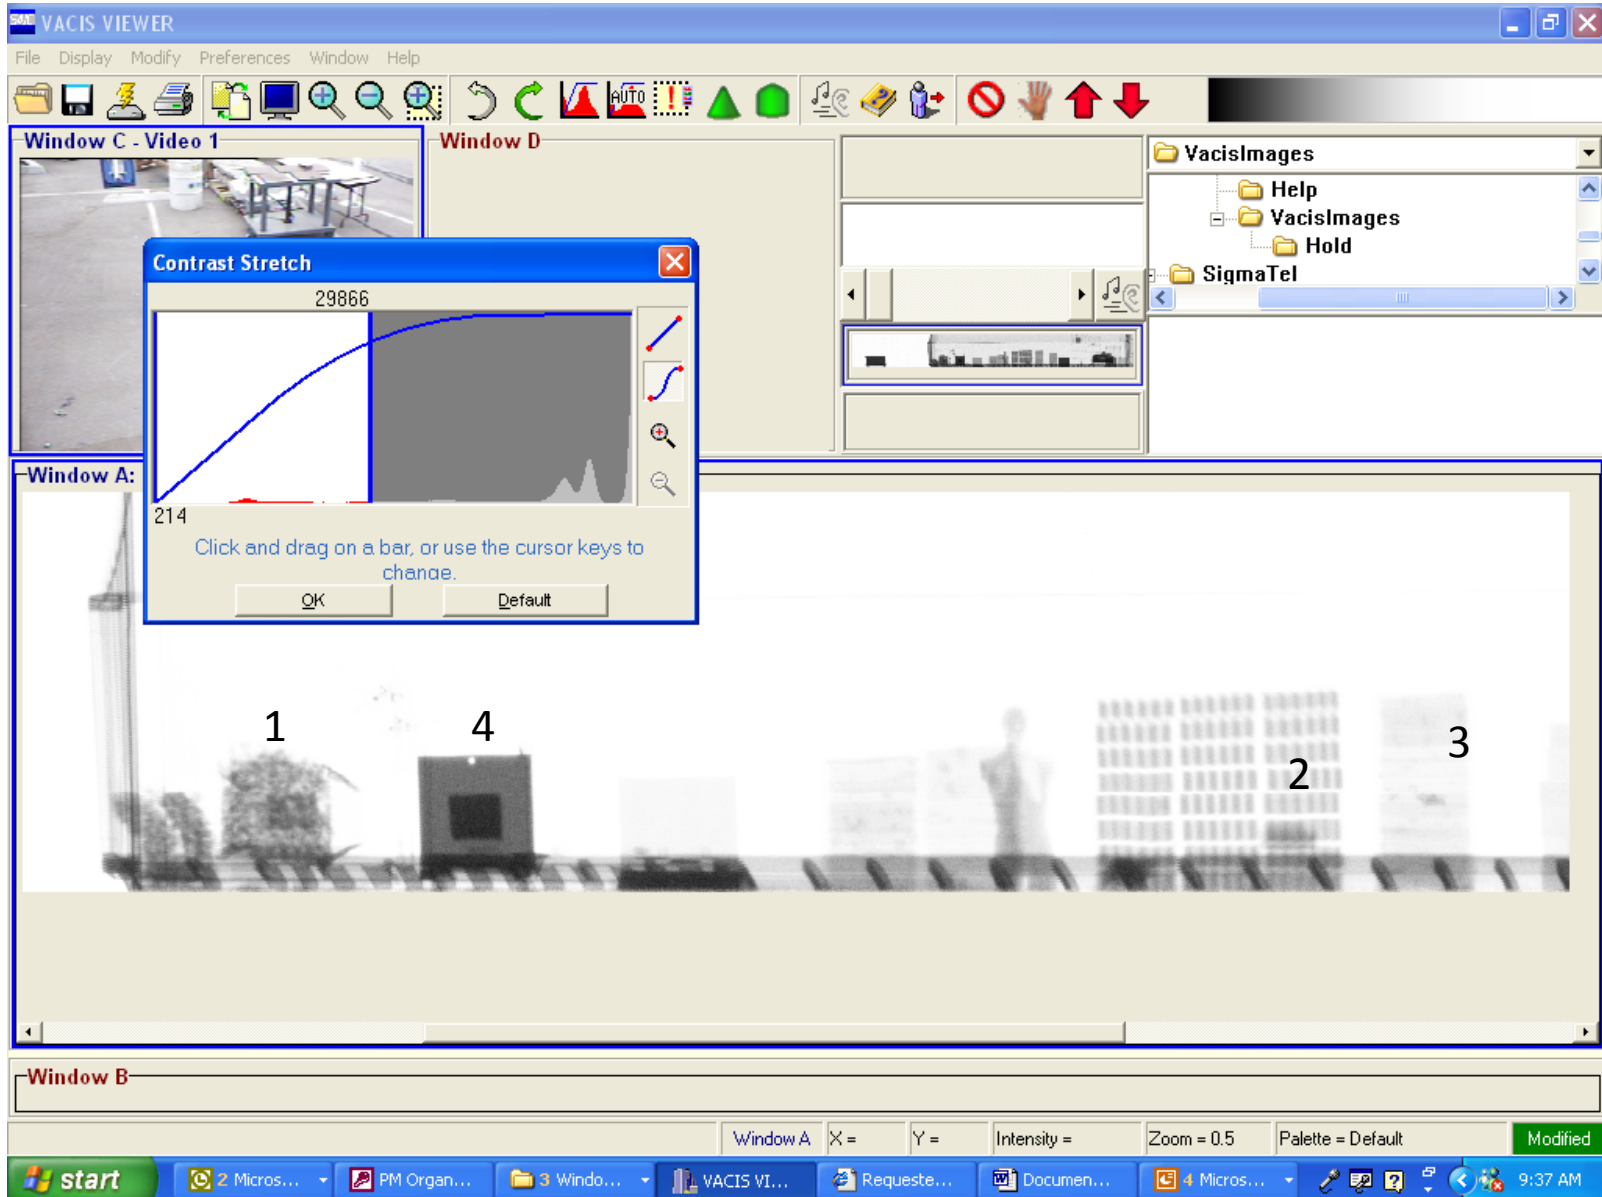 SAIC VACIS VIEWER
File Display Modify Preferences Window Help
AUTO
Window C - Video 1
Window D
VacisImages
Help
VacisImages
Hold
SigmaTel
Contrast Stretch
29866
214
Click and drag on a bar, or use the cursor keys to
change.
OK
Default
Window A:
1
4
2
3
Window B
Window A X = Y = Intensity = Zoom = 0.5 Palette = Default Modified
start 2 Micros... PM Organ... 3 Windo... VACIS VI... Requeste... Documen... 4 Micros... 9:37 AM